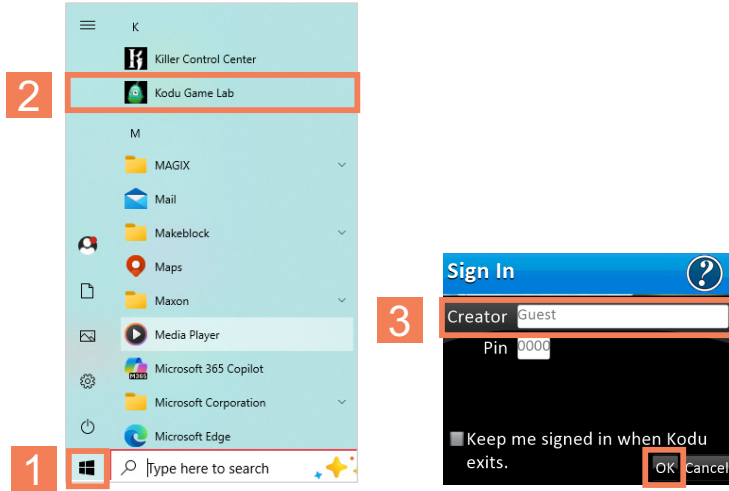 K
Killer Control Center
2
Kodu Game Lab
M
MAGIX
Mail
Makeblock
Maps
Maxon
Media Player
Microsoft 365 Copilot
M365
Microsoft Corporation
Microsoft Edge
1
Type here to search
Sign In
?
3
Creator Guest
Pin 0000
Keep me signed in when Kodu
exits.
OK Cancel